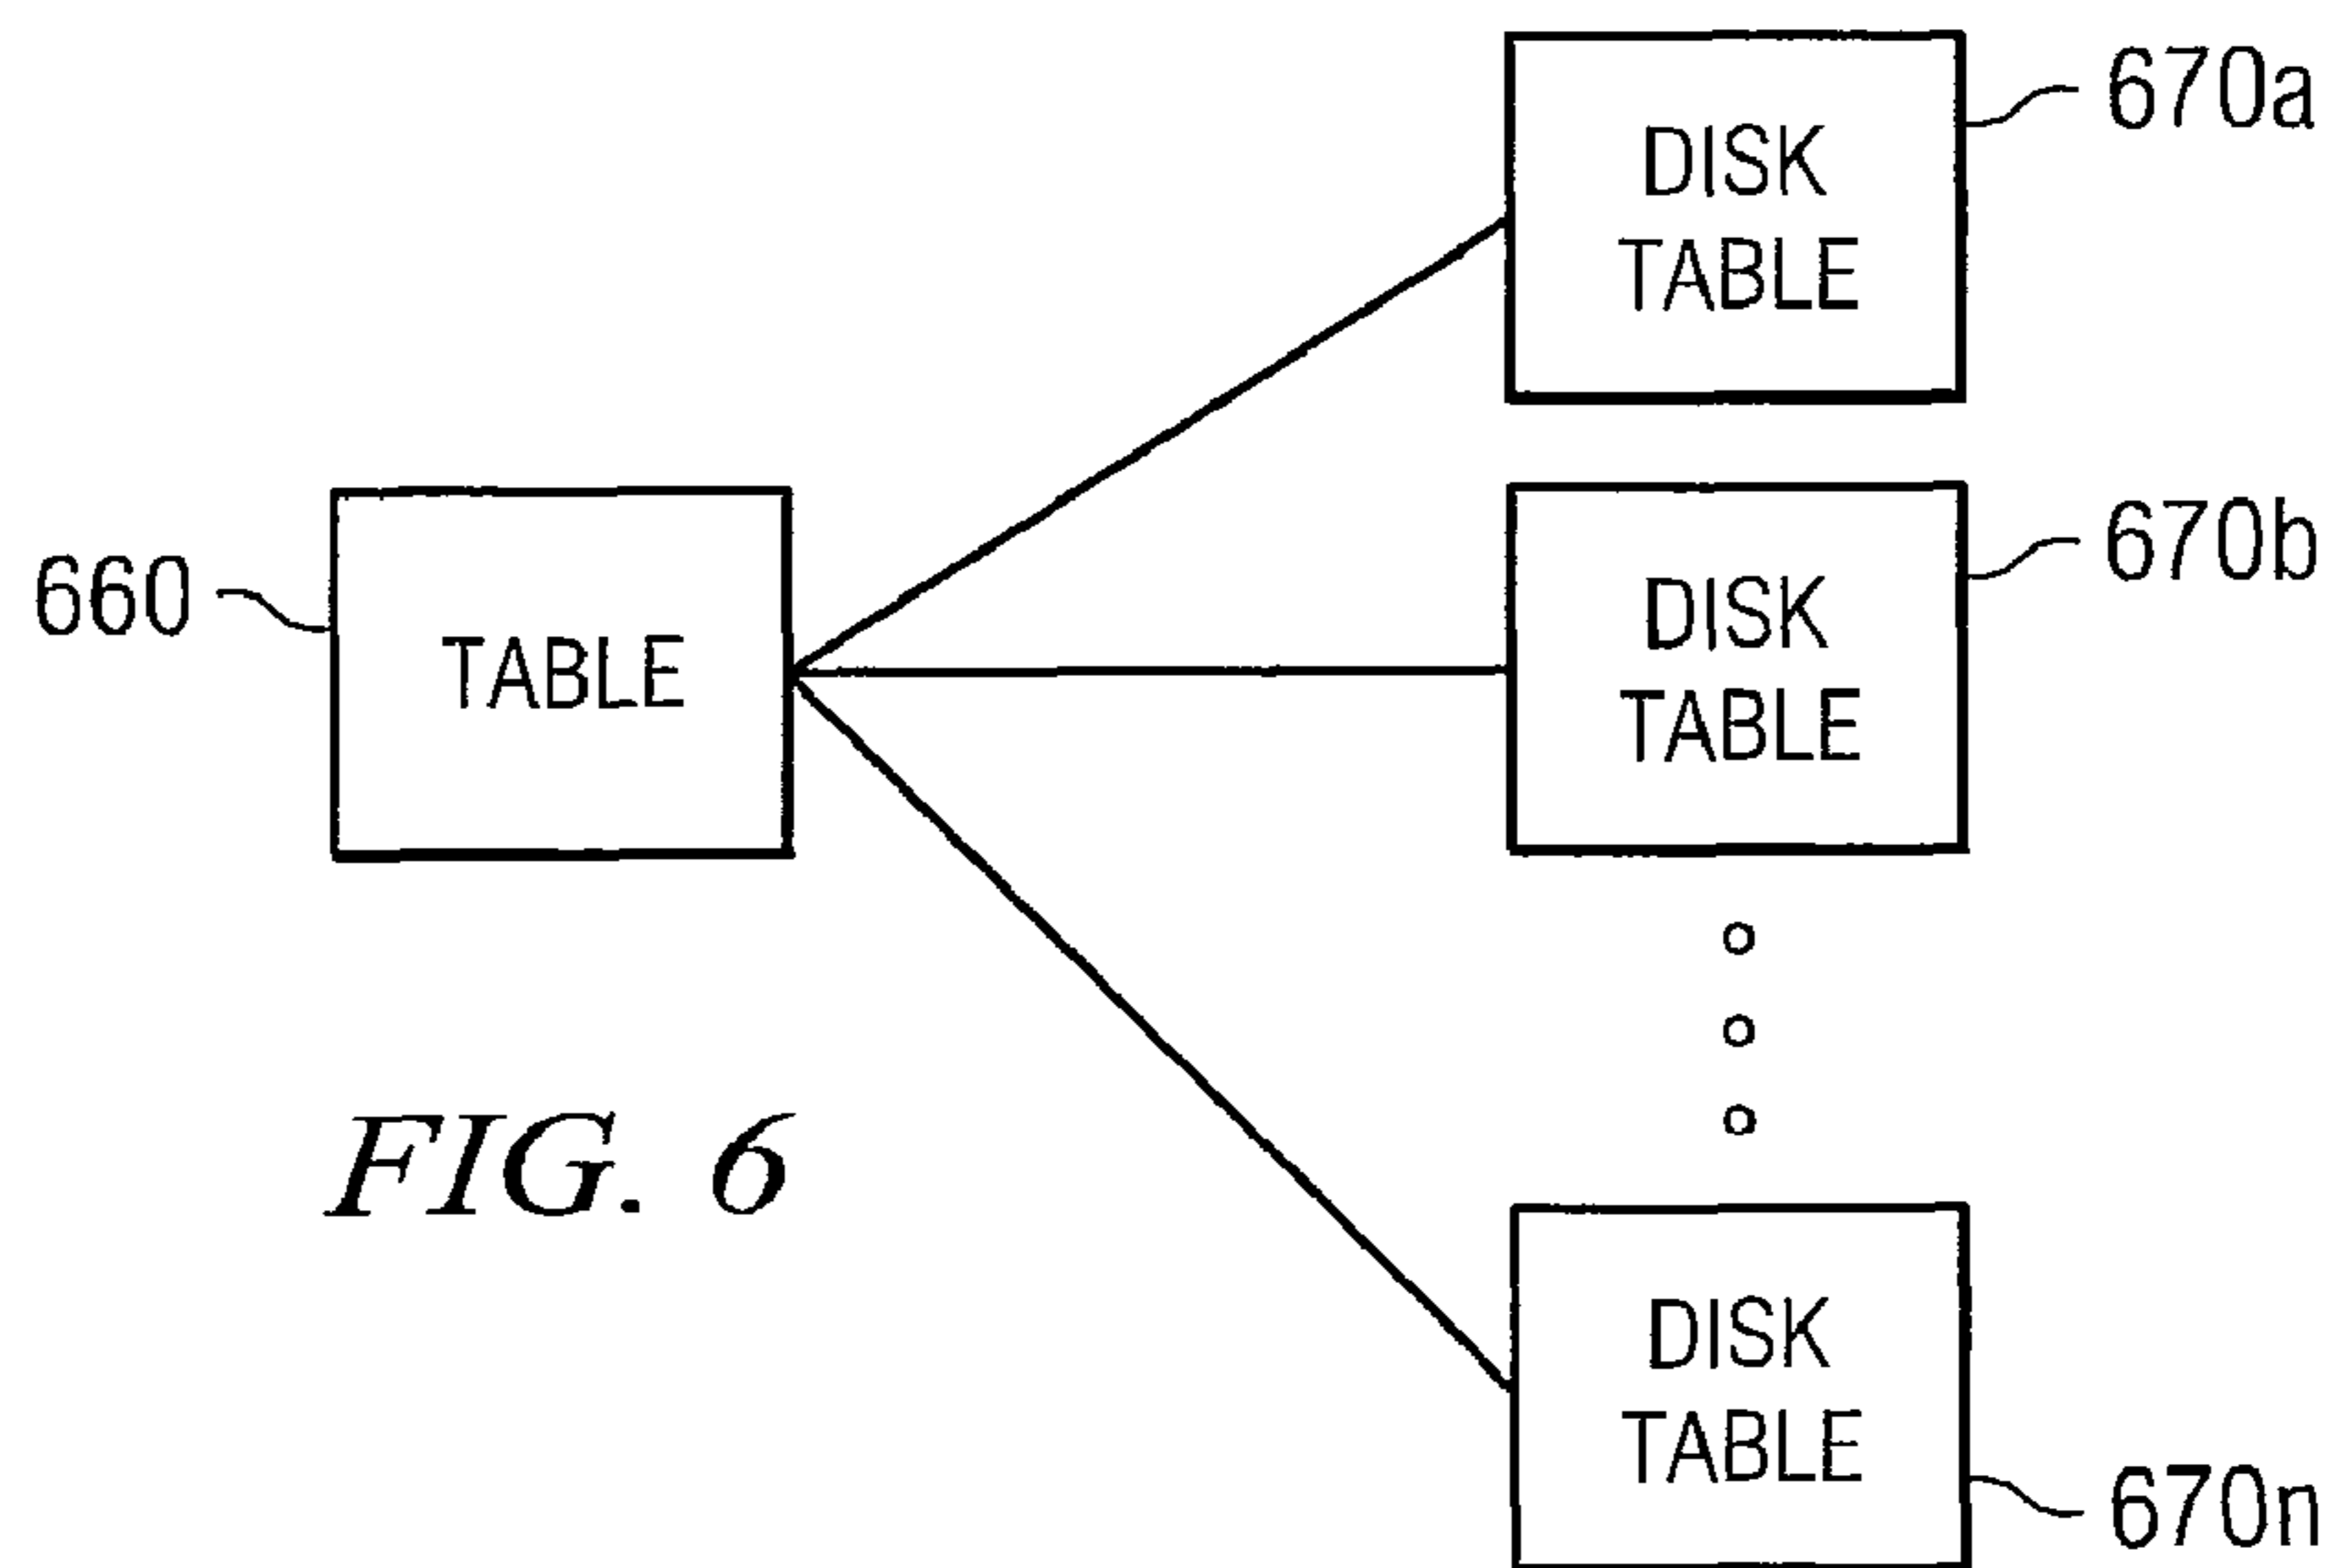 DISK
TABLE
670a
660
TABLE
DISK
TABLE
670b
FIG. 6
DISK
TABLE
670n